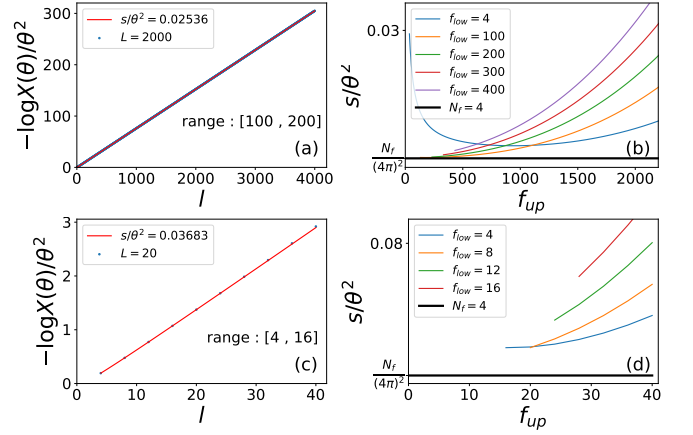 300
200
100
0
−logX(θ)/θ²
s/θ² = 0.02536
L = 2000
range : [100 , 200]
(a)
0 1000 2000 3000 4000
l
s/θ²
0.03
N_f/(4π)²
f_low = 4
f_low = 100
f_low = 200
f_low = 300
f_low = 400
N_f = 4
(b)
0 500 1000 1500 2000
f_up
3
2
1
0
−logX(θ)/θ²
s/θ² = 0.03683
L = 20
range : [4 , 16]
(c)
0 10 20 30 40
l
s/θ²
0.08
N_f/(4π)²
f_low = 4
f_low = 8
f_low = 12
f_low = 16
N_f = 4
(d)
0 10 20 30 40
f_up